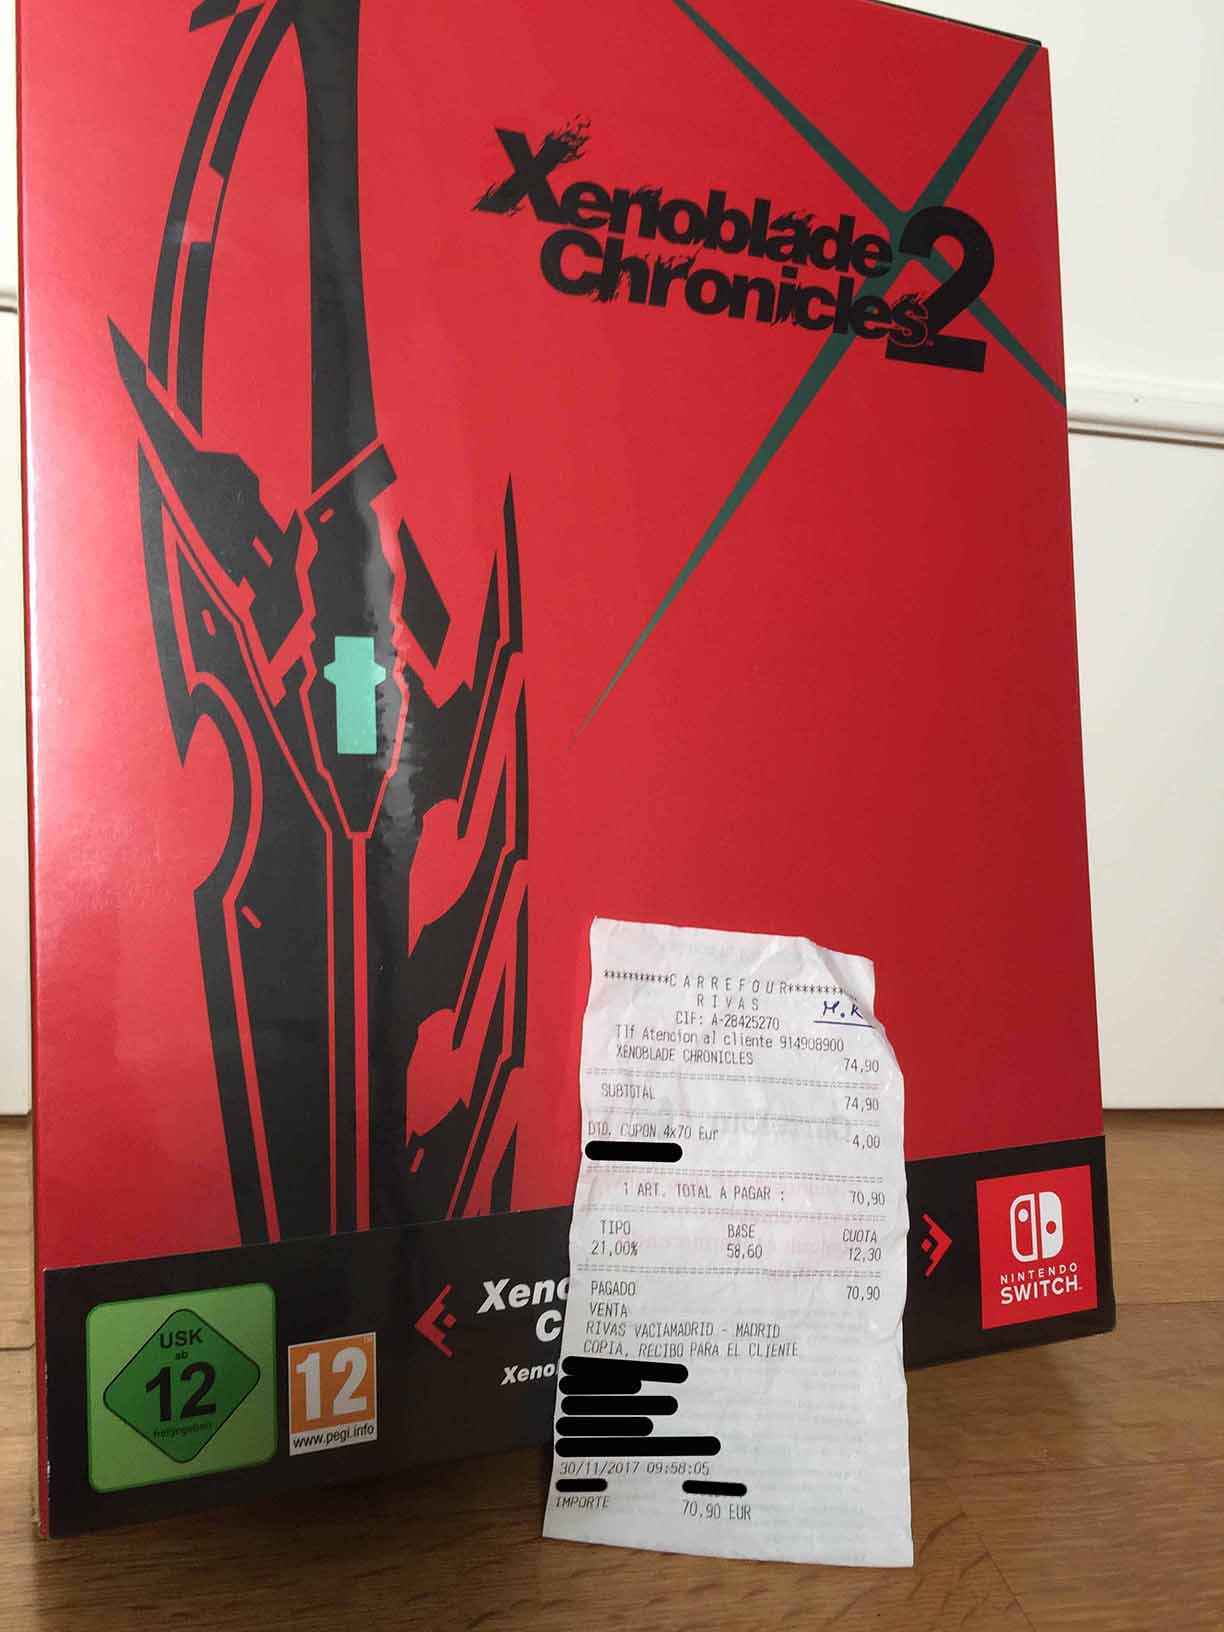 Xenoblade
Chronicles 2
**********CARREFOUR********
RIVAS
H.K
CIF: A-28425270
Tlf Atencion al cliente 914908900
XENOBLADE CHRONICLES 74,90
SUBTOTAL 74,90
DTO. CUPON 4x70 Eur -4,00
1 ART. TOTAL A PAGAR : 70,90
TIPO BASE CUOTA
21,00% 58,60 12,30
PAGADO 70,90
VENTA
RIVAS VACIAMADRID - MADRID
COPIA, RECIBO PARA EL CLIENTE
30/11/2017 09:58:05
IMPORTE 70,90 EUR
USK
ab
12
freigegeben
12
www.pegi.info
Xeno
C
Xeno
NINTENDO
SWITCH